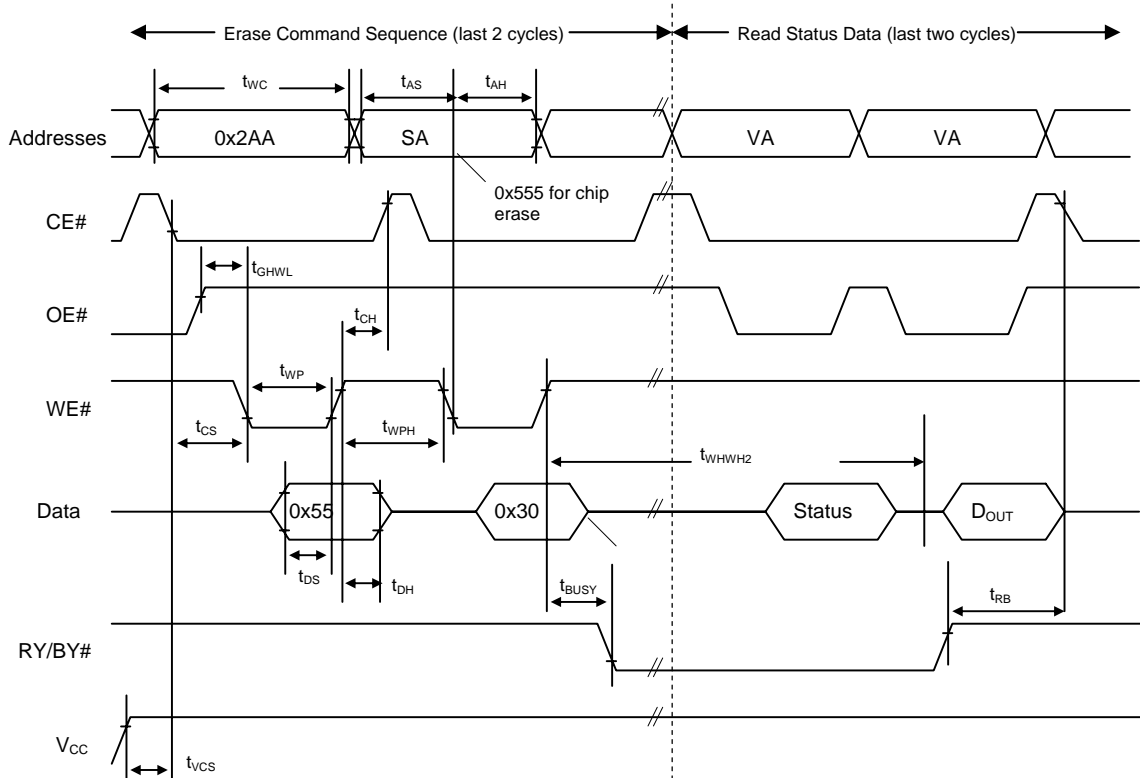 Erase Command Sequence (last 2 cycles) Read Status Data (last two cycles)
tWC tAS tAH
Addresses 0x2AA SA VA VA
0x555 for chip
erase
CE#
tGHWL
OE#
tCH
tWP
WE#
tCS tWPH
tWHWH2
Data 0x55 0x30 Status DOUT
tDS tDH tBUSY tRB
RY/BY#
VCC
tVCS